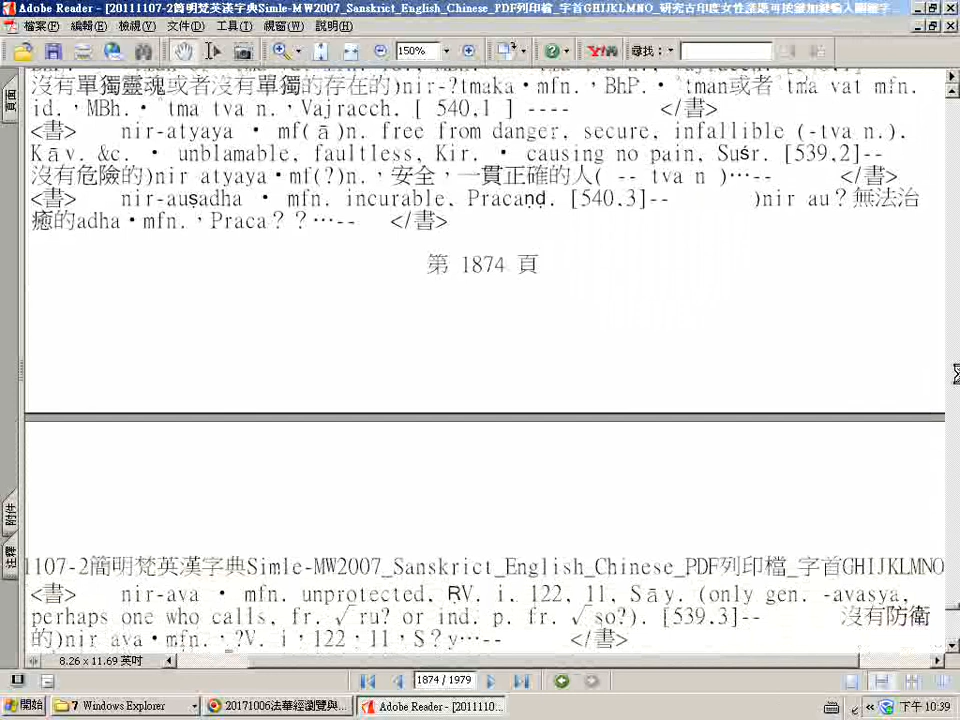 Adobe Reader - [20111107-2簡明梵英漢字典Simle-MW2007_Sanskrict_English_Chinese_PDF列印檔_字首GHIJKLMNO_研究古印度女性議題可按
檔案(F) 編輯(E) 檢視(V) 文件(D) 工具(T) 視窗(W) 說明(H)
150% 尋找:
頁面
沒有單獨靈魂或者沒有單獨的存在的)nir-?tmaka·mfn.，BhP.· ˚tman或者˚tma vat mfn.
id.，MBh.·˚tma tva n.，Vajracch. [ 540,1 ] ---- </書>
<書> nir-atyaya · mf(ā)n. free from danger, secure, infallible (-tva n.).
Kāv. &c. · unblamable, faultless, Kir. · causing no pain, Suśr. [539,2]--
沒有危險的)nir atyaya·mf(?)n.，安全，一貫正確的人( -- tva n )…-- </書>
<書> nir-auṣadha · mfn. incurable, Pracaṇḍ. [540,3]-- )nir au？無法治
癒的adha·mfn.，Praca？？…-- </書>
第 1874 頁
附件
註釋
1107-2簡明梵英漢字典Simle-MW2007_Sanskrict_English_Chinese_PDF列印檔_字首GHIJKLMNO
<書> nir-ava · mfn. unprotected, ṚV. i, 122, 11, Sāy. (only gen. -avasya,
perhaps one who calls, fr. √ru? or ind. p. fr. √so?). [539.3]-- 沒有防衛
的)nir ava·mfn.，?V. i，122，11，S？y…-- </書>
8.26 x 11.69 英吋
1874 / 1979
開始 7 Windows Explorer 20171006法華經瀏覽與... Adobe Reader - [2011110... 下午 10:39